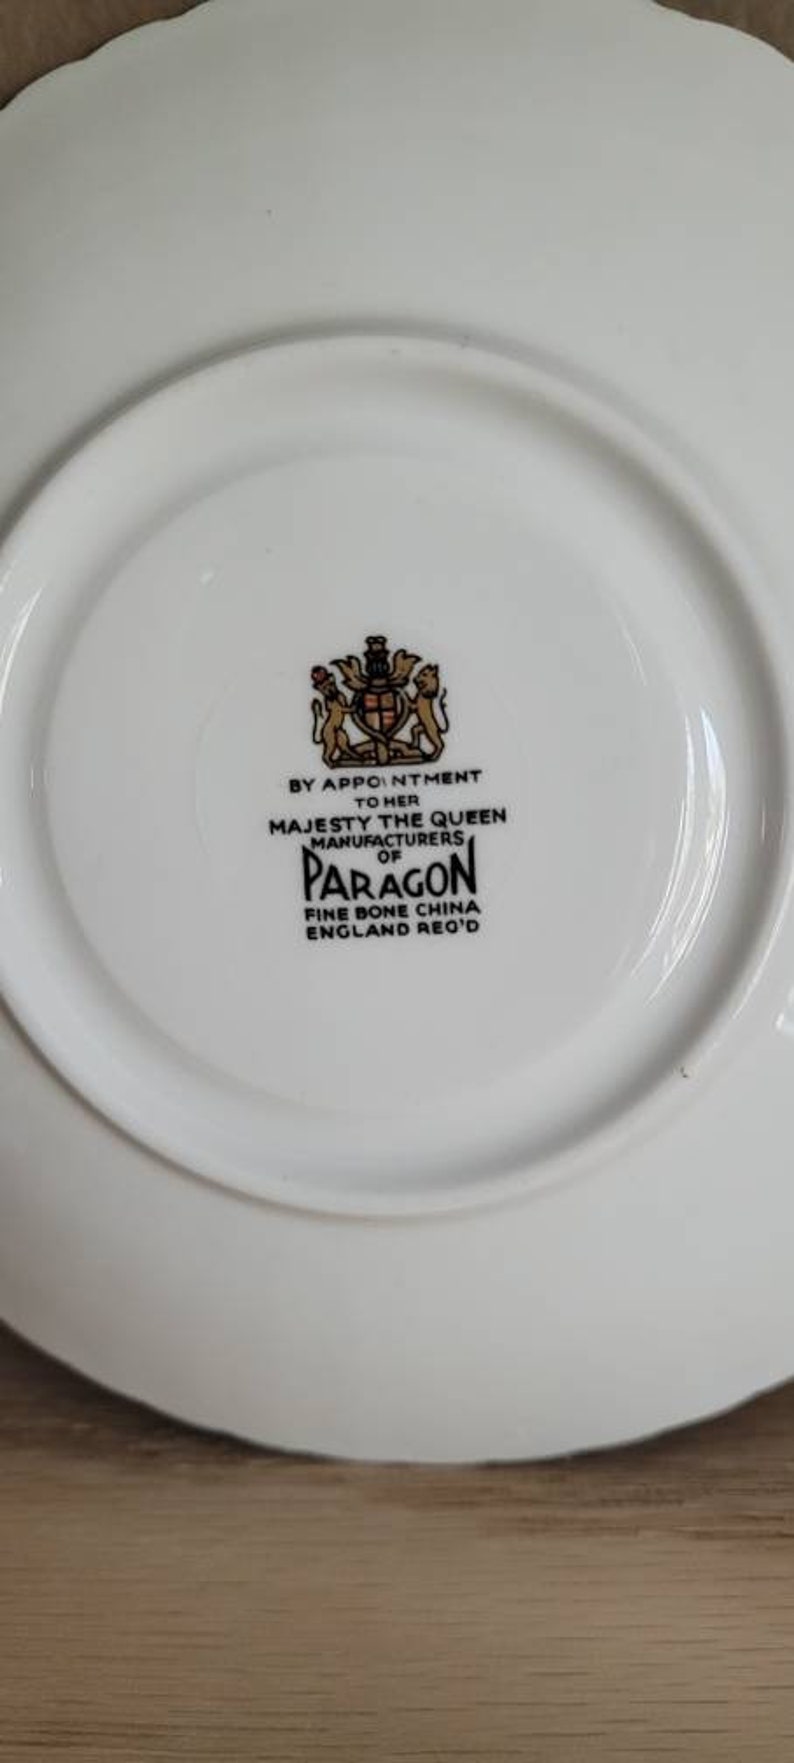 BY APPOINTMENT
TO HER
MAJESTY THE QUEEN
MANUFACTURERS
OF
PARAGON
FINE BONE CHINA
ENGLAND REG'D